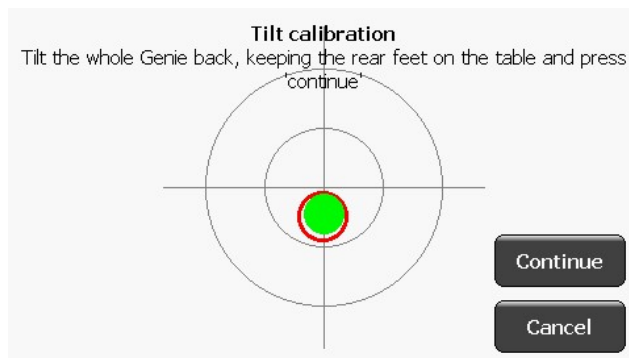 Tilt calibration
Tilt the whole Genie back, keeping the rear feet on the table and press
'continue'
Continue
Cancel